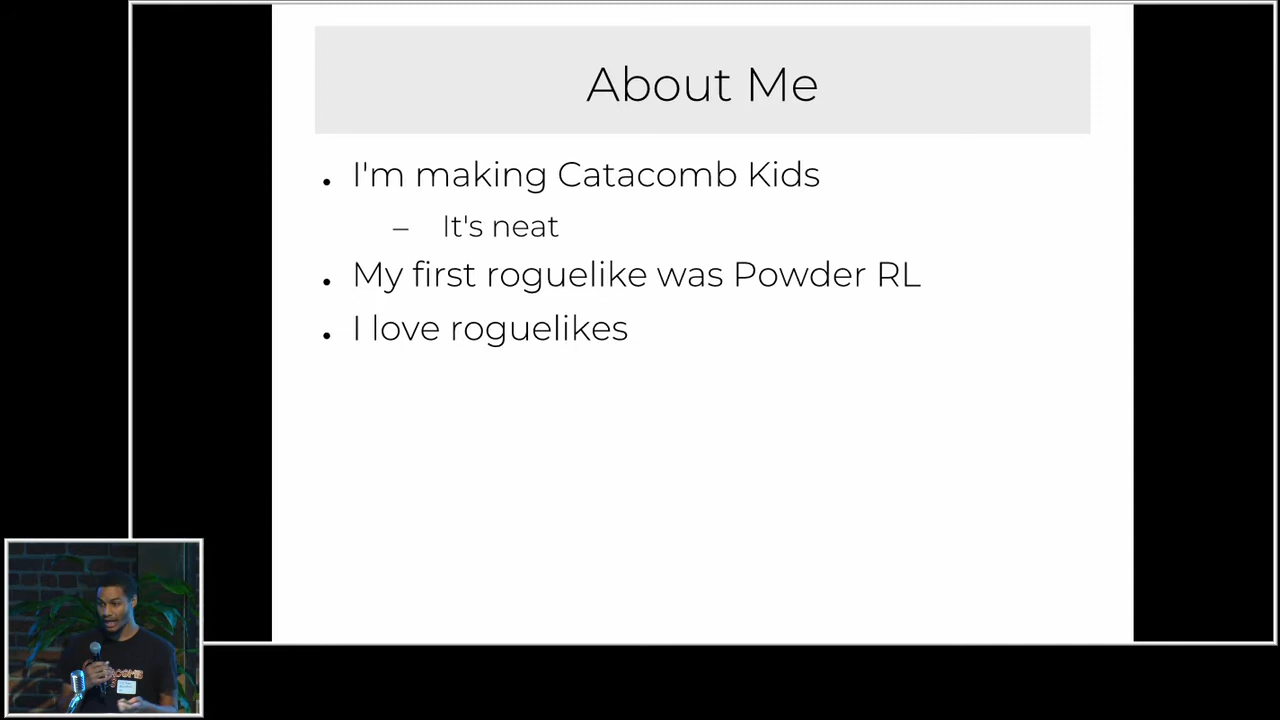 About Me
• I'm making Catacomb Kids
– It's neat
• My first roguelike was Powder RL
• I love roguelikes